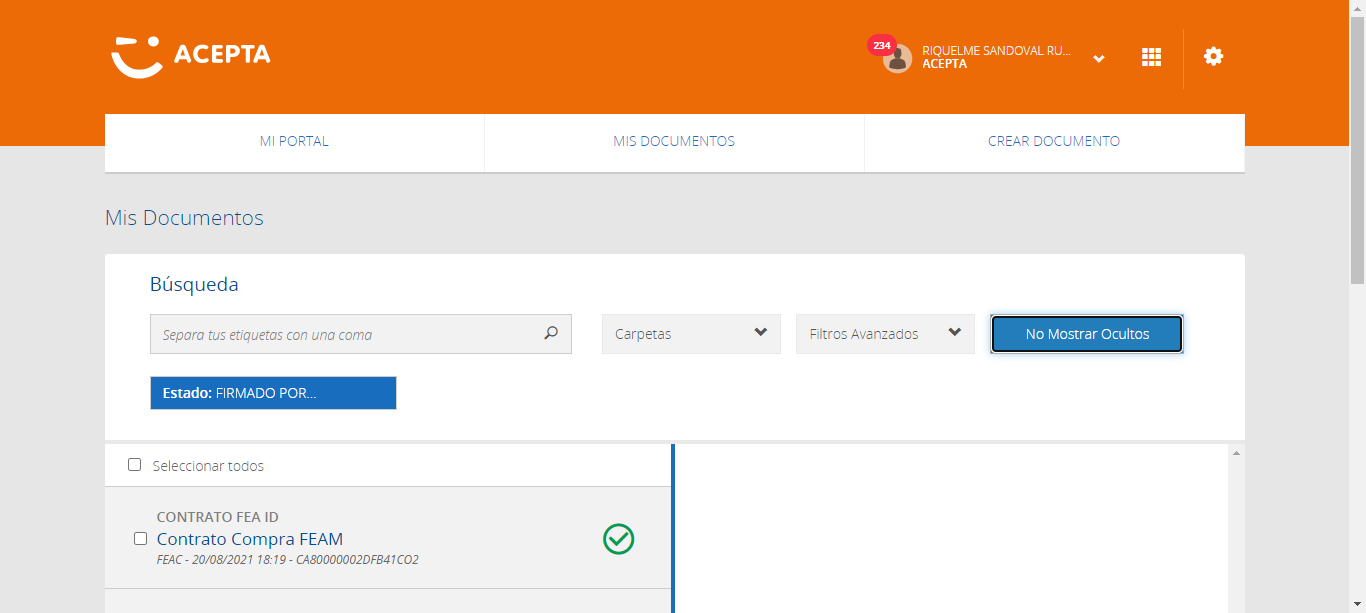 ACEPTA
234
RIQUELME SANDOVAL RU...
ACEPTA
MI PORTAL
MIS DOCUMENTOS
CREAR DOCUMENTO
Mis Documentos
Búsqueda
Separa tus etiquetas con una coma
Carpetas
Filtros Avanzados
No Mostrar Ocultos
Estado: FIRMADO POR...
Seleccionar todos
CONTRATO FEA ID
Contrato Compra FEAM
FEAC - 20/08/2021 18:19 - CA80000002DFB41CO2